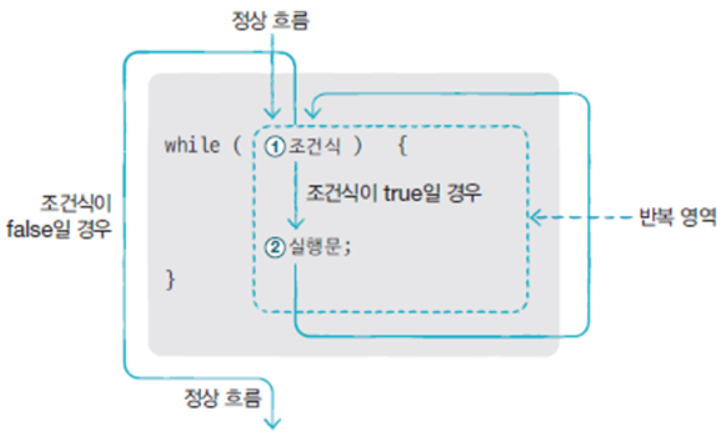 정상 흐름
while ( ①조건식 ) {
조건식이 true일 경우
조건식이
false일 경우
반복 영역
②실행문;
}
정상 흐름